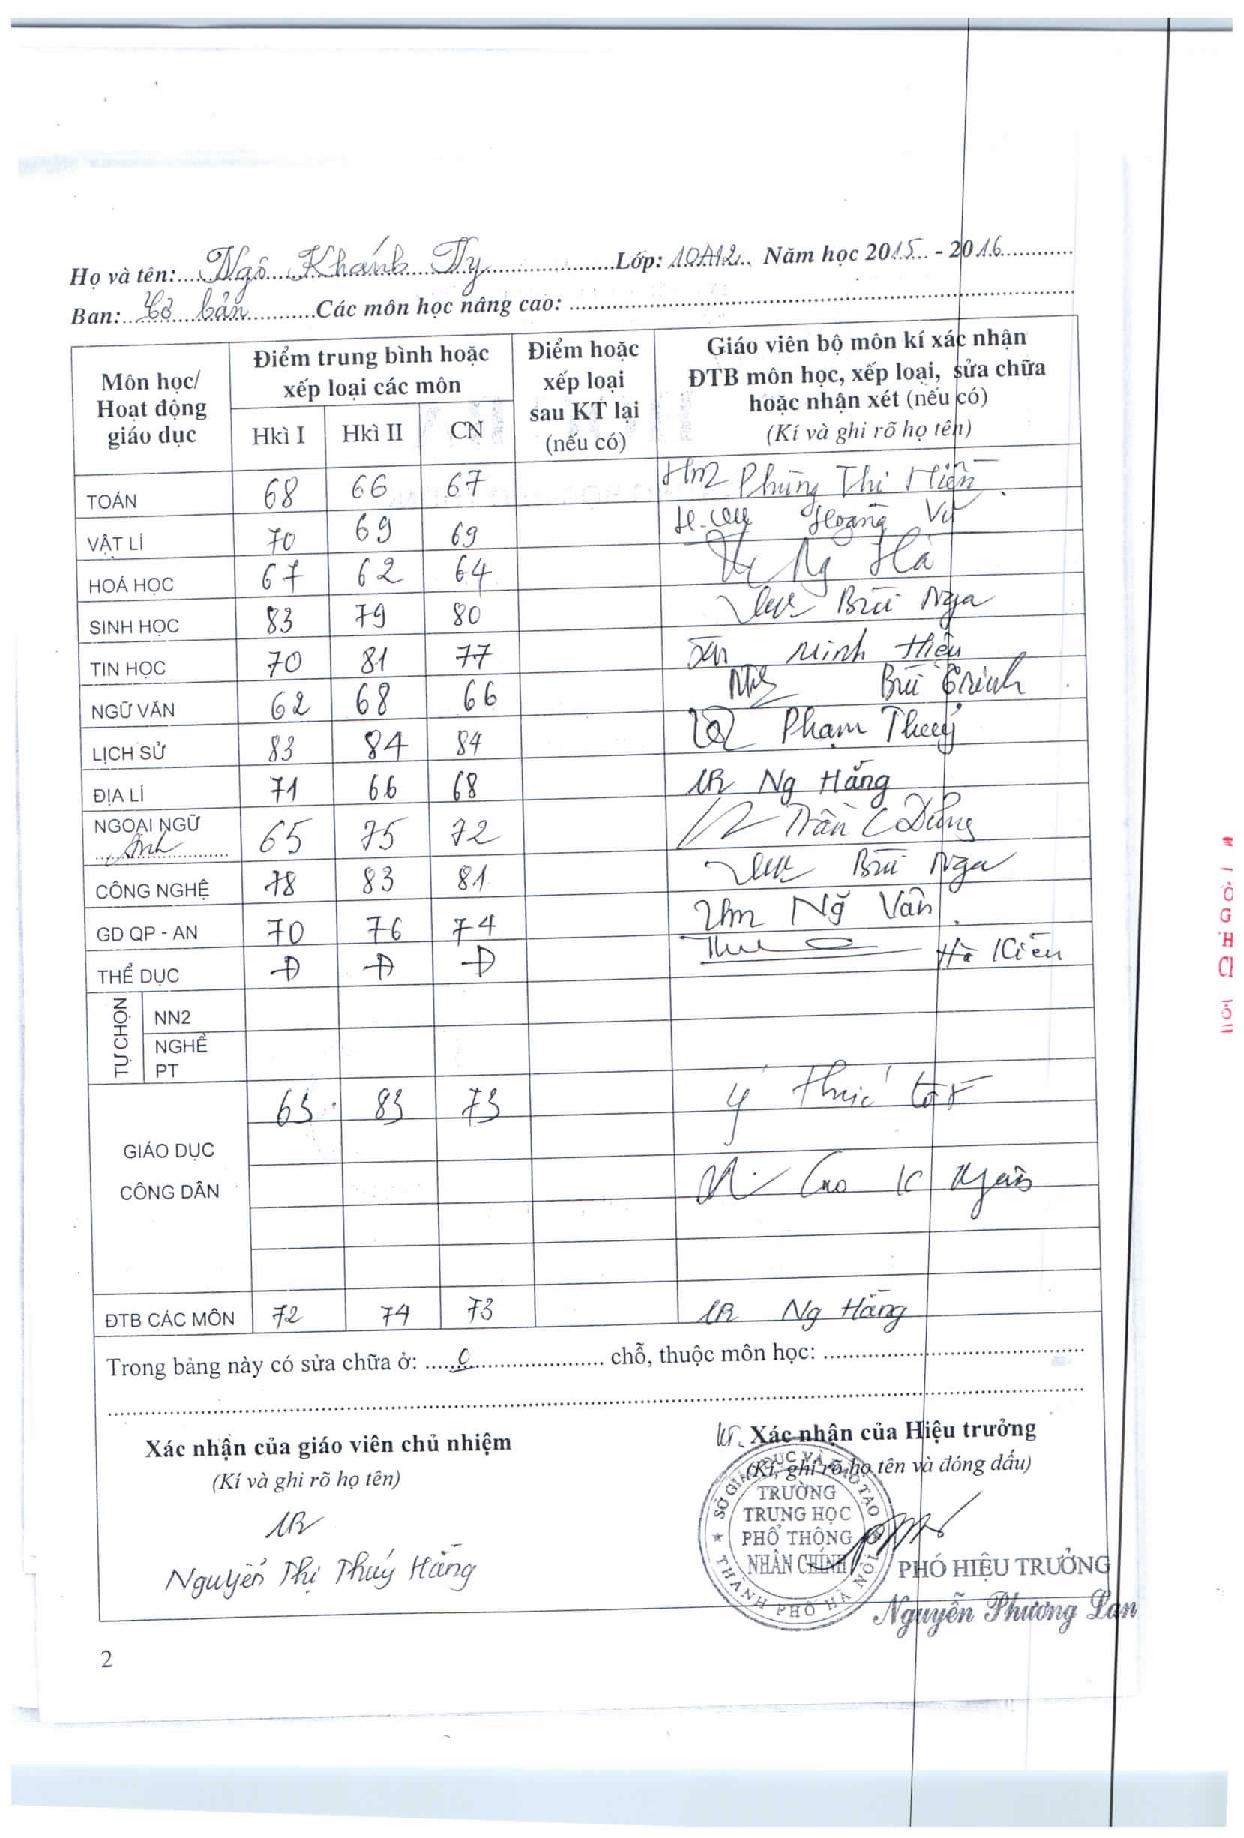 Họ và tên: Ngô Khánh Vy Lớp: 10A12 Năm học 2015 - 2016
Ban: Cơ bản Các môn học nâng cao:
Môn học/ Hoạt động giáo dục
Điểm trung bình hoặc xếp loại các môn
Hkì I Hkì II CN
Điểm hoặc xếp loại sau KT lại (nếu có)
Giáo viên bộ môn kí xác nhận ĐTB môn học, xếp loại, sửa chữa hoặc nhận xét (nếu có)
(Kí và ghi rõ họ tên)
TOÁN 68 66 67 Phùng Thị Hiền
VẬT LÍ 70 69 69 Hoàng Vũ
HOÁ HỌC 67 62 64 Ng Hà
SINH HỌC 83 79 80 Bùi Nga
TIN HỌC 70 81 77 Minh Hiếu
NGỮ VĂN 62 68 66 Bùi Trinh
LỊCH SỬ 83 84 84 Phạm Thuý
ĐỊA LÍ 71 66 68 Ng Hằng
NGOẠI NGỮ Anh 65 75 72 Trần Dũng
CÔNG NGHỆ 78 83 81 Bùi Nga
GD QP - AN 70 76 74 Ng Vân
THỂ DỤC Đ Đ Đ Hà Kiên
TỰ CHỌN
NN2
NGHỀ PT
GIÁO DỤC CÔNG DÂN 63 83 73 Ý thức tốt
Cao K Ngân
ĐTB CÁC MÔN 72 74 73 Ng Hằng
Trong bảng này có sửa chữa ở: 0 chỗ, thuộc môn học:
Xác nhận của giáo viên chủ nhiệm
(Kí và ghi rõ họ tên)
Nguyễn Thị Thúy Hằng
KT. Xác nhận của Hiệu trưởng
(Kí, ghi rõ họ tên và đóng dấu)
SỞ GIÁO DỤC VÀ ĐÀO TẠO
TRƯỜNG
TRUNG HỌC
PHỔ THÔNG
NHÂN CHÍNH
THÀNH PHỐ HÀ NỘI
PHÓ HIỆU TRƯỞNG
Nguyễn Phương Lan
2